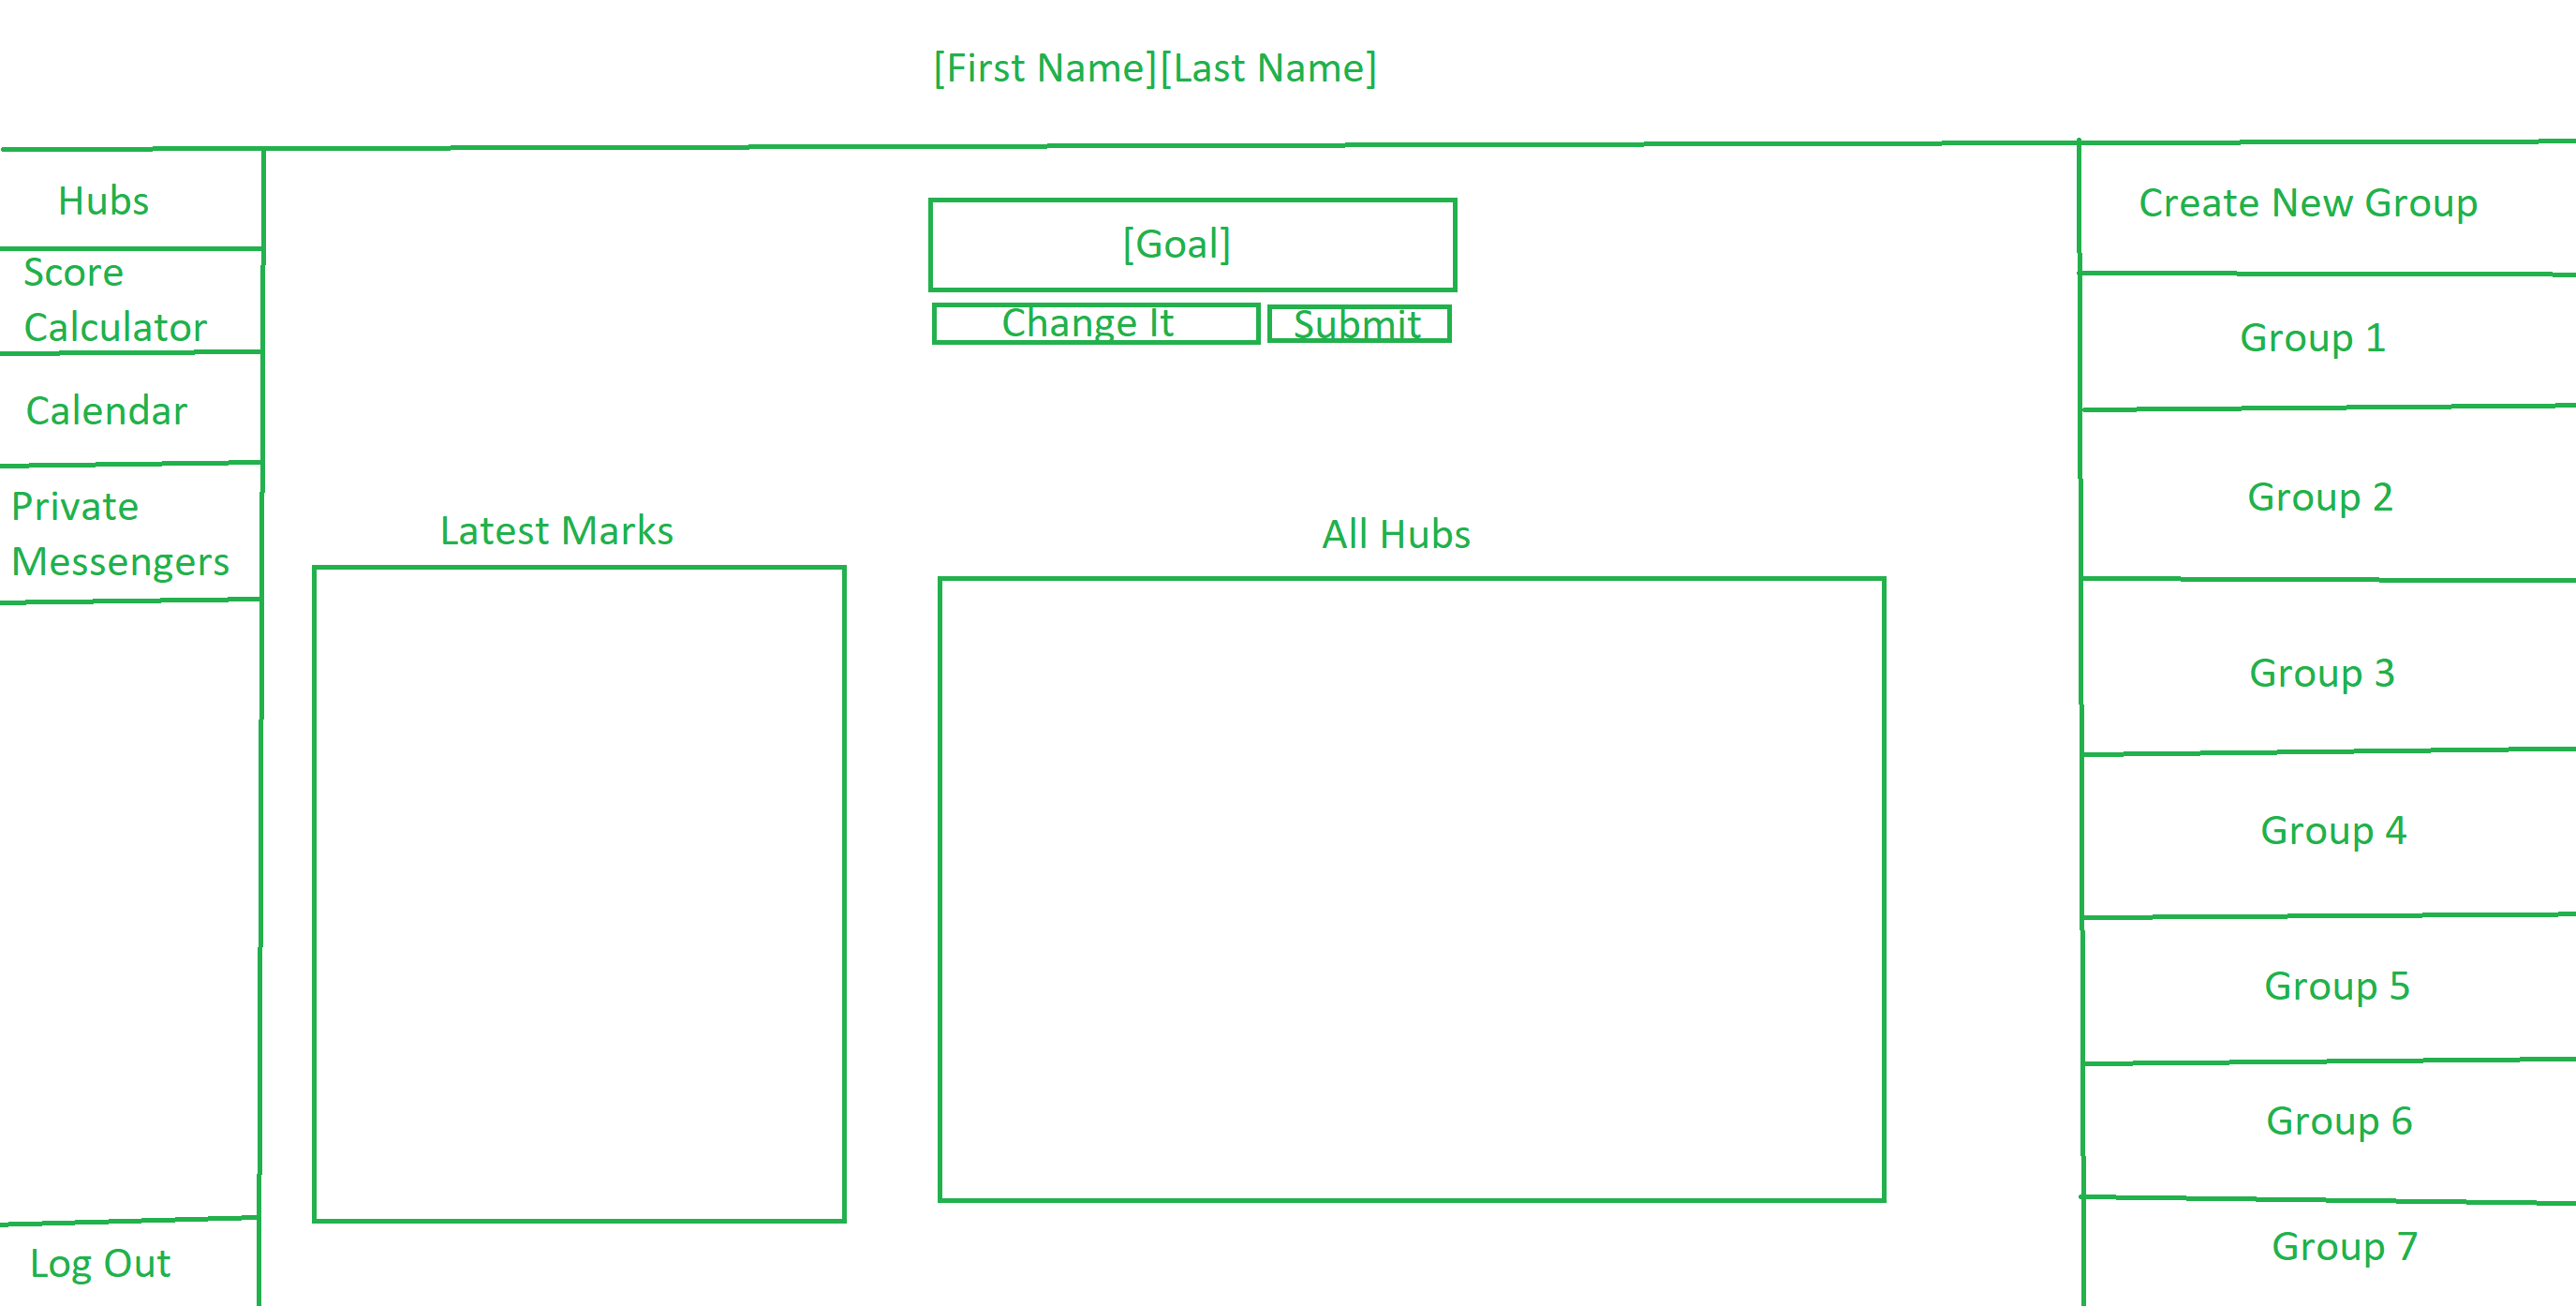 [First Name][Last Name]
Hubs
Score
Calculator
Calendar
Private
Messengers
Log Out
[Goal]
Change It
Submit
Latest Marks
All Hubs
Create New Group
Group 1
Group 2
Group 3
Group 4
Group 5
Group 6
Group 7